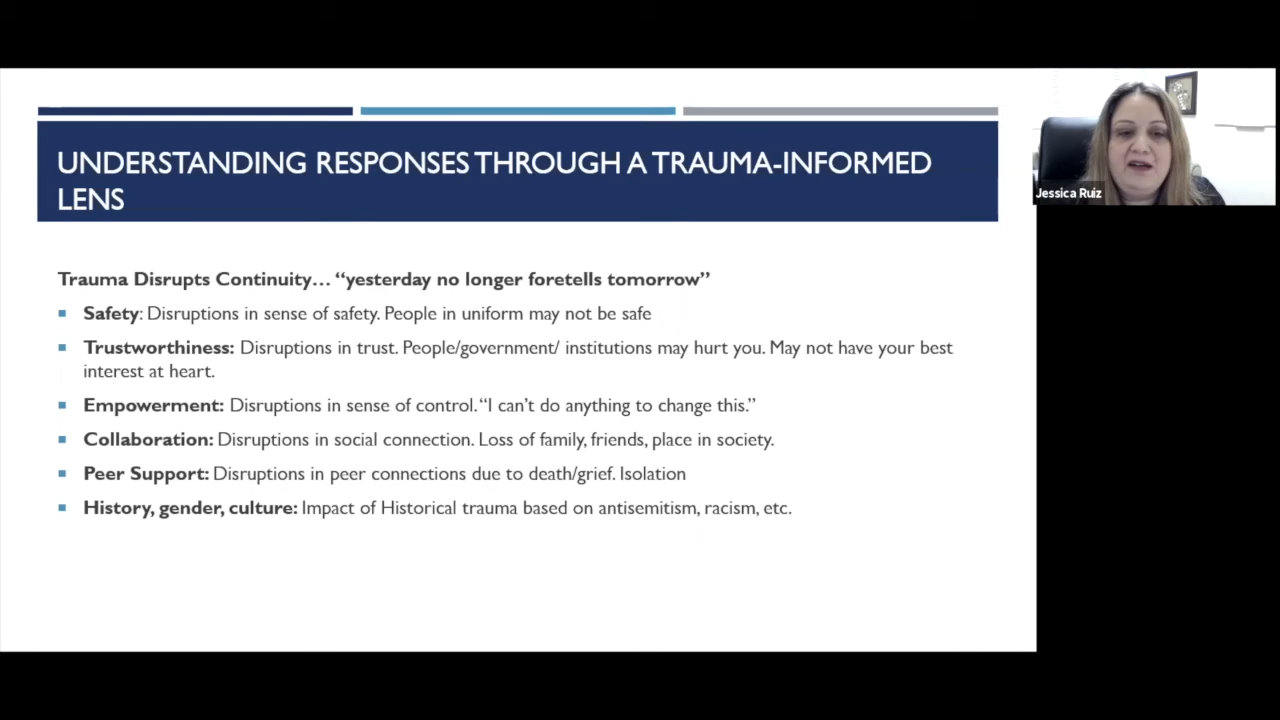 UNDERSTANDING RESPONSES THROUGH A TRAUMA-INFORMED
LENS
Jessica Ruiz
Trauma Disrupts Continuity… “yesterday no longer foretells tomorrow”
Safety: Disruptions in sense of safety. People in uniform may not be safe
Trustworthiness: Disruptions in trust. People/government/ institutions may hurt you. May not have your best
interest at heart.
Empowerment: Disruptions in sense of control. “I can’t do anything to change this.”
Collaboration: Disruptions in social connection. Loss of family, friends, place in society.
Peer Support: Disruptions in peer connections due to death/grief. Isolation
History, gender, culture: Impact of Historical trauma based on antisemitism, racism, etc.